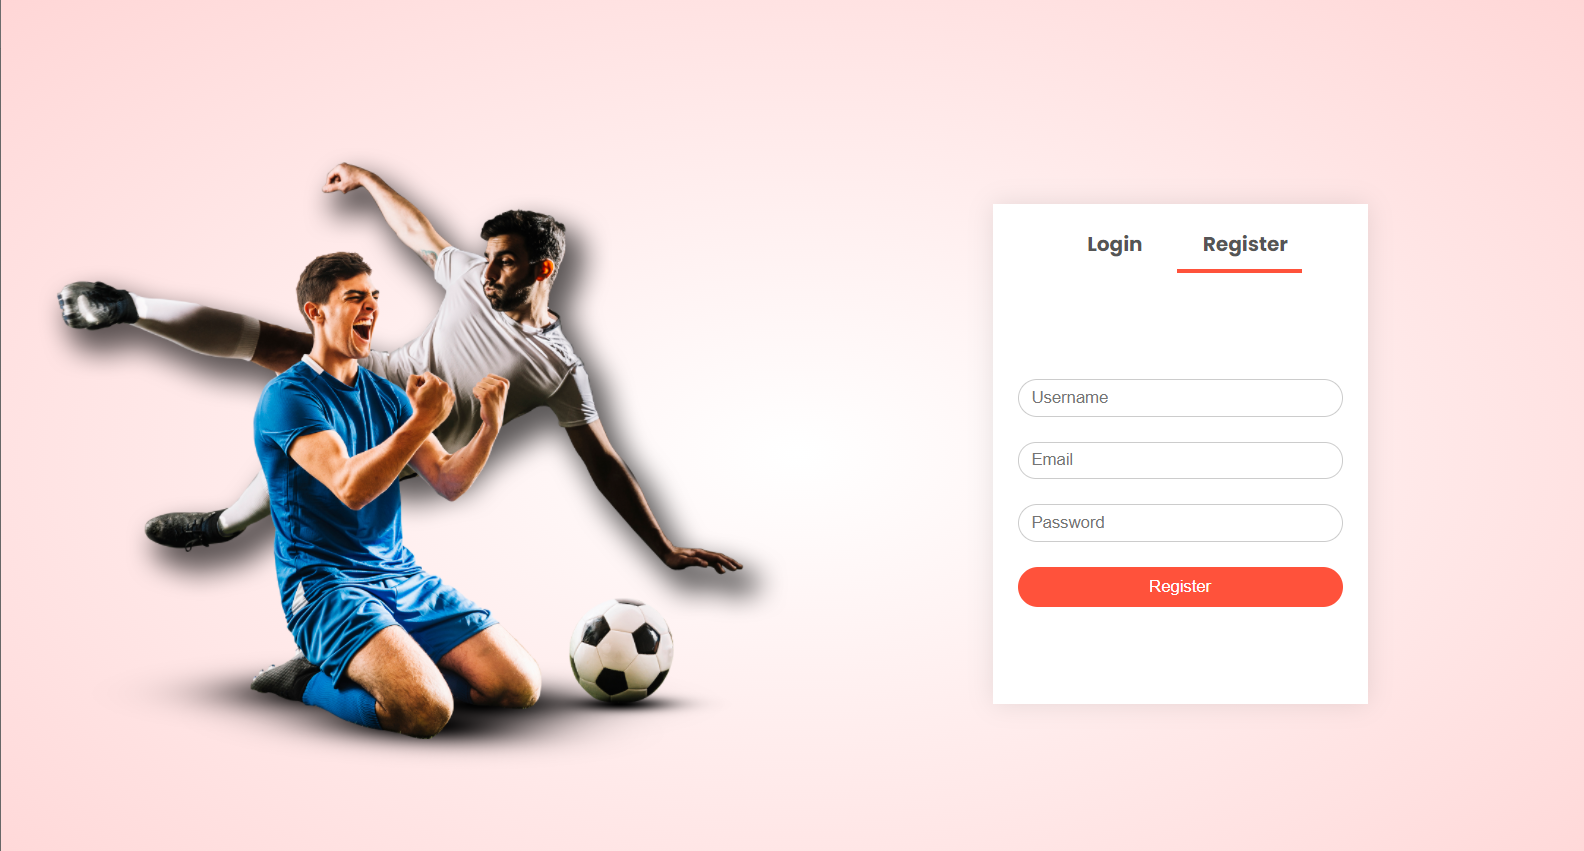 Login Register
Username
Email
Password
Register